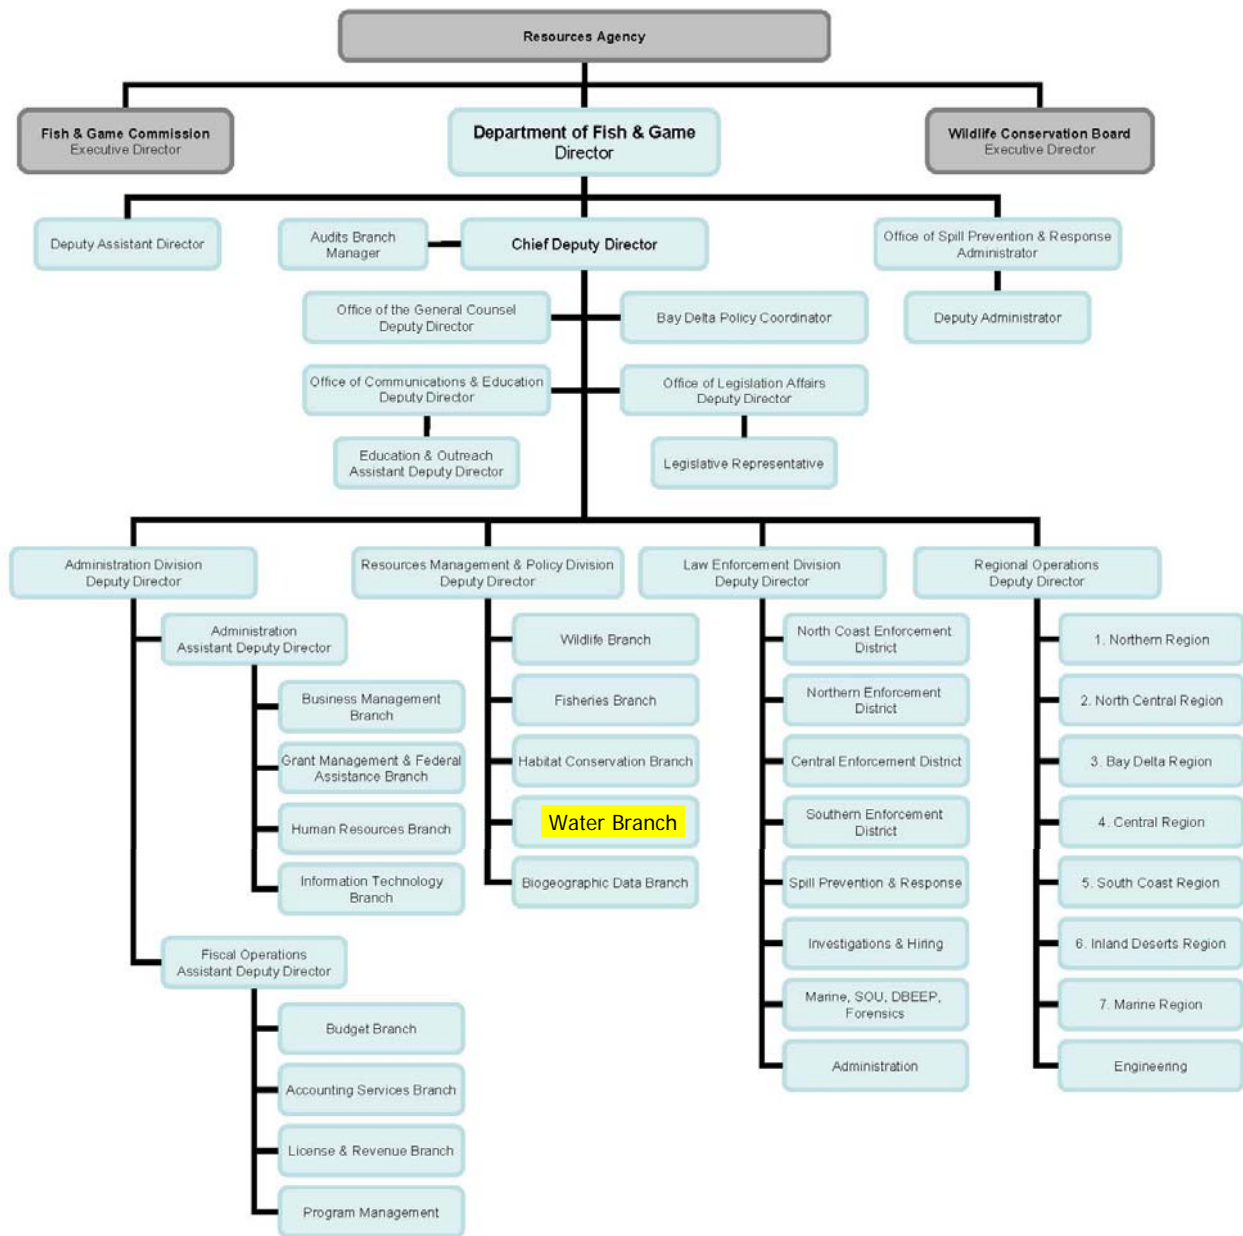 Resources Agency
Fish & Game Commission
Executive Director
Department of Fish & Game
Director
Wildlife Conservation Board
Executive Director
Deputy Assistant Director
Audits Branch
Manager
Chief Deputy Director
Office of Spill Prevention & Response
Administrator
Office of the General Counsel
Deputy Director
Bay Delta Policy Coordinator
Deputy Administrator
Office of Communications & Education
Deputy Director
Office of Legislation Affairs
Deputy Director
Education & Outreach
Assistant Deputy Director
Legislative Representative
Administration Division
Deputy Director
Resources Management & Policy Division
Deputy Director
Law Enforcement Division
Deputy Director
Regional Operations
Deputy Director
Administration
Assistant Deputy Director
Business Management
Branch
Grant Management & Federal
Assistance Branch
Human Resources Branch
Information Technology
Branch
Fiscal Operations
Assistant Deputy Director
Budget Branch
Accounting Services Branch
License & Revenue Branch
Program Management
Wildlife Branch
Fisheries Branch
Habitat Conservation Branch
Water Branch
Biogeographic Data Branch
North Coast Enforcement
District
Northern Enforcement
District
Central Enforcement District
Southern Enforcement
District
Spill Prevention & Response
Investigations & Hiring
Marine, SOU, DBEEP,
Forensics
Administration
1. Northern Region
2. North Central Region
3. Bay Delta Region
4. Central Region
5. South Coast Region
6. Inland Deserts Region
7. Marine Region
Engineering